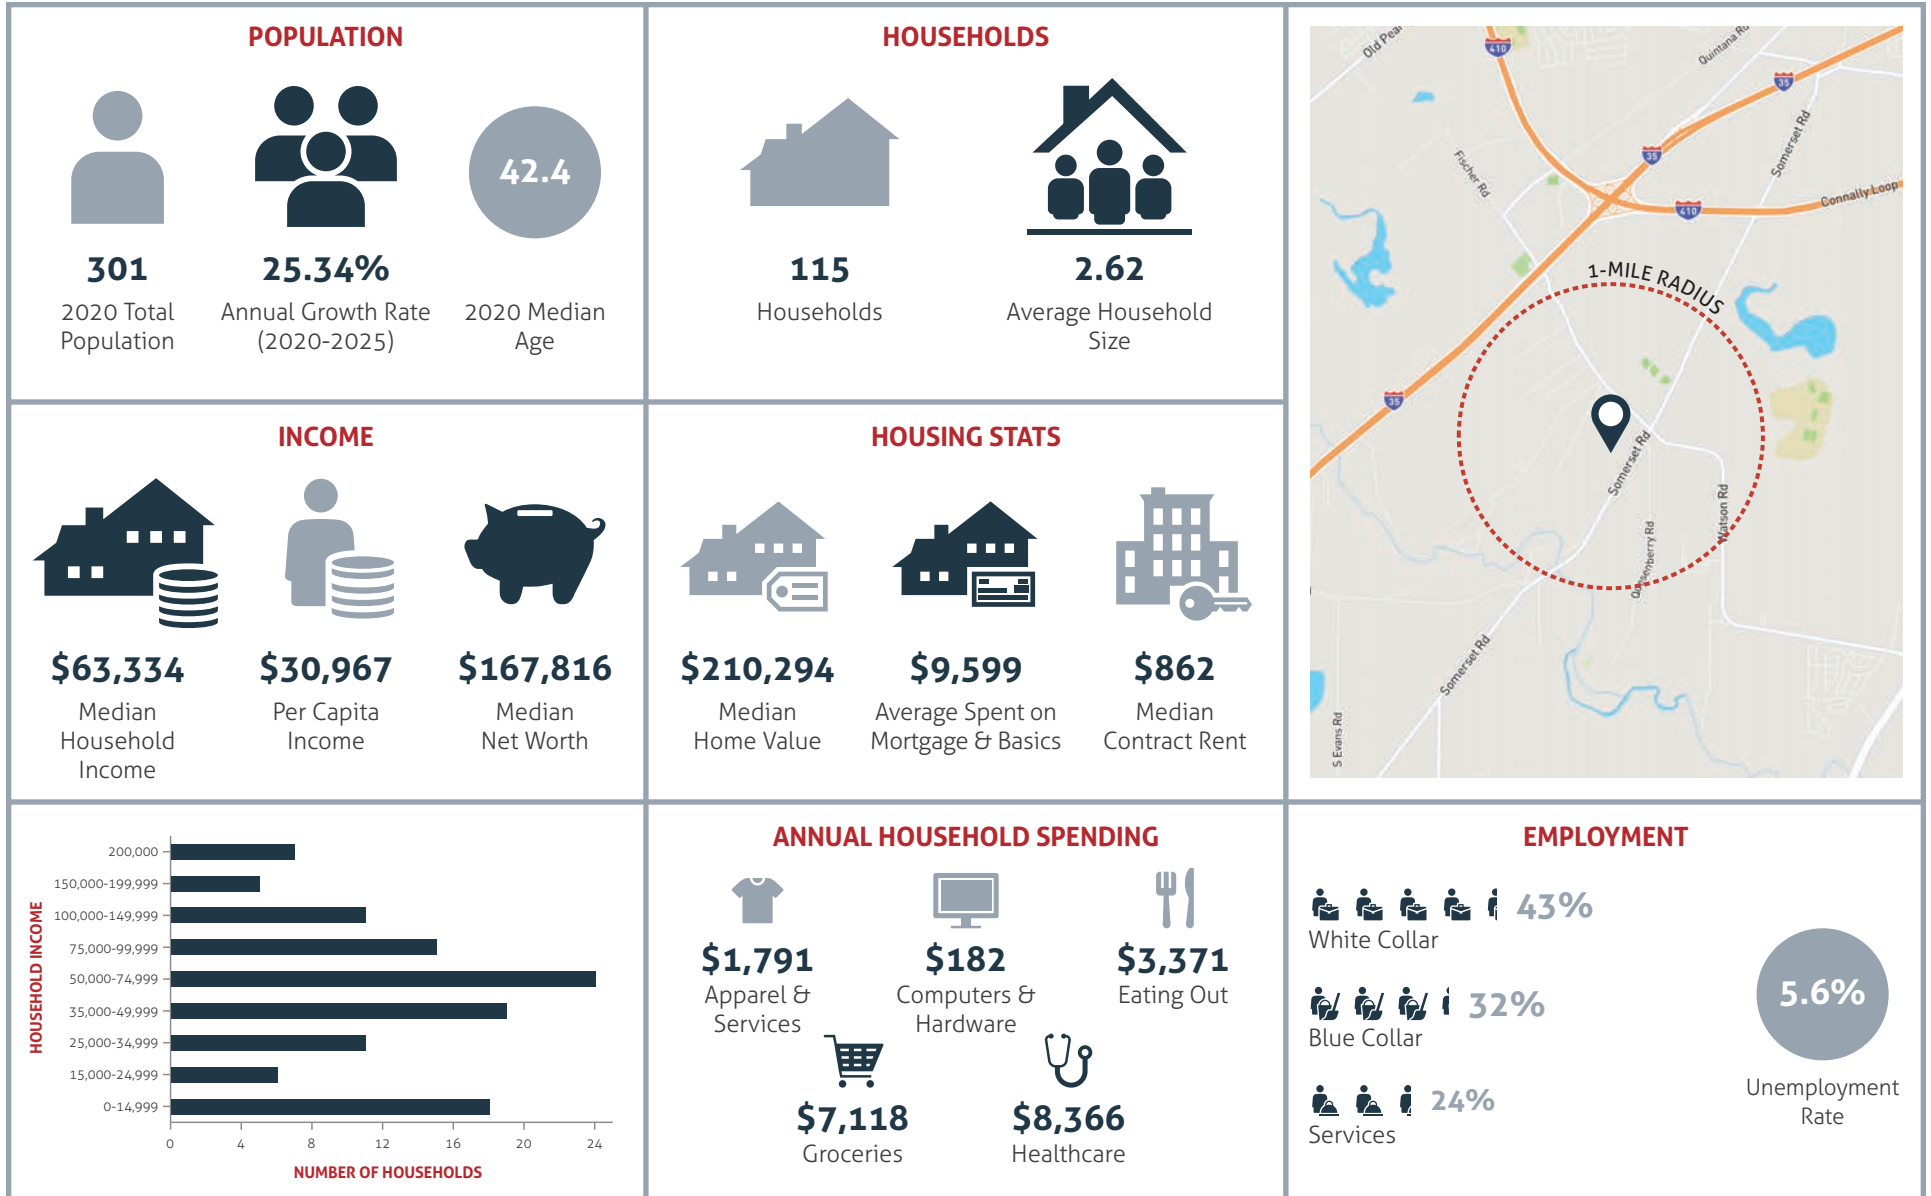 POPULATION
42.4
301
2020 Total
Population
25.34%
Annual Growth Rate
(2020-2025)
2020 Median
Age
HOUSEHOLDS
115
Households
2.62
Average Household
Size
Quintana Rd
410
35
Somerset Rd
35
Fischer Rd
Connally Loop
410
1-MILE RADIUS
35
Somerset Rd
Watson Rd
Somerset Rd
S Evans Rd
INCOME
$63,334
Median
Household
Income
$30,967
Per Capita
Income
$167,816
Median
Net Worth
HOUSING STATS
$210,294
Median
Home Value
$9,599
Average Spent on
Mortgage & Basics
$862
Median
Contract Rent
HOUSEHOLD INCOME
200,000
150,000-199,999
100,000-149,999
75,000-99,999
50,000-74,999
35,000-49,999
25,000-34,999
15,000-24,999
0-14,999
0 4 8 12 16 20 24
NUMBER OF HOUSEHOLDS
ANNUAL HOUSEHOLD SPENDING
$1,791
Apparel &
Services
$182
Computers &
Hardware
$3,371
Eating Out
$7,118
Groceries
$8,366
Healthcare
EMPLOYMENT
43%
White Collar
32%
Blue Collar
24%
Services
5.6%
Unemployment
Rate